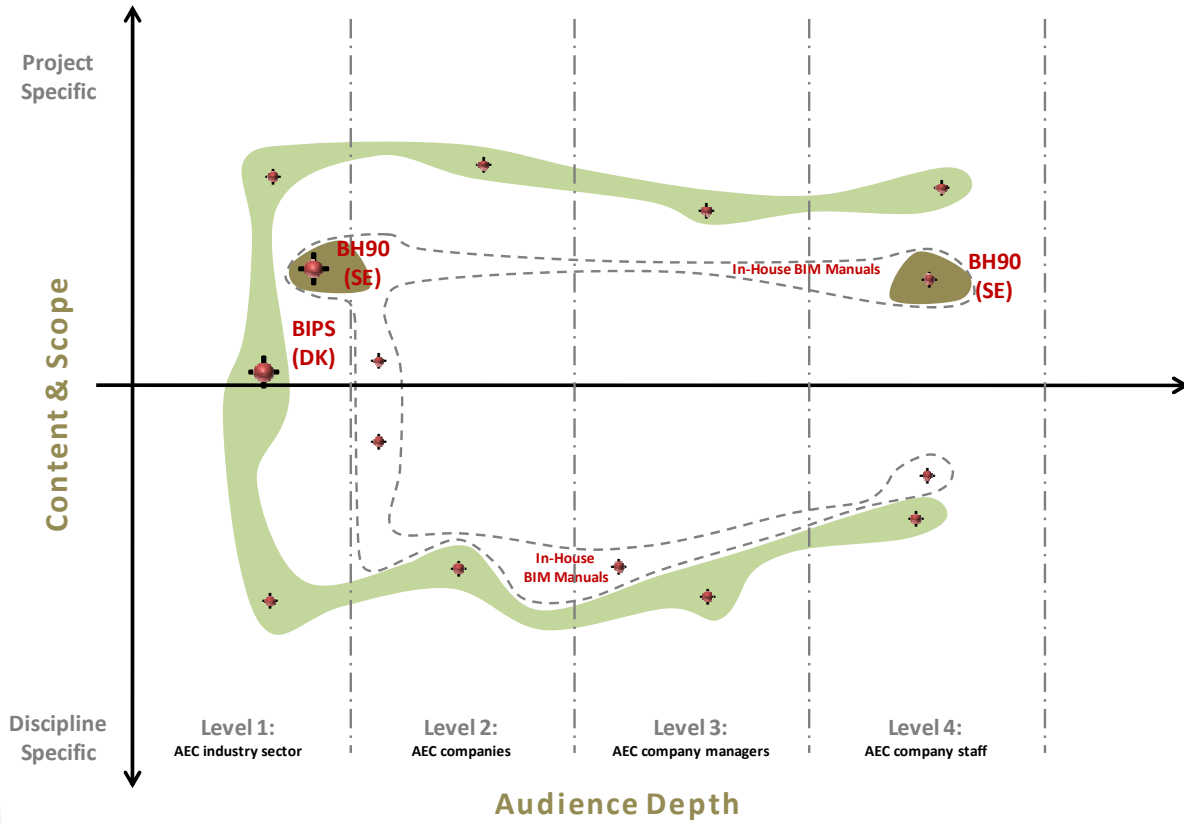 Project
Specific
BH90
(SE)
In-House BIM Manuals
BH90
(SE)
BIPS
(DK)
Content & Scope
In-House
BIM Manuals
Discipline
Specific
Level 1:
AEC industry sector
Level 2:
AEC companies
Level 3:
AEC company managers
Level 4:
AEC company staff
Audience Depth